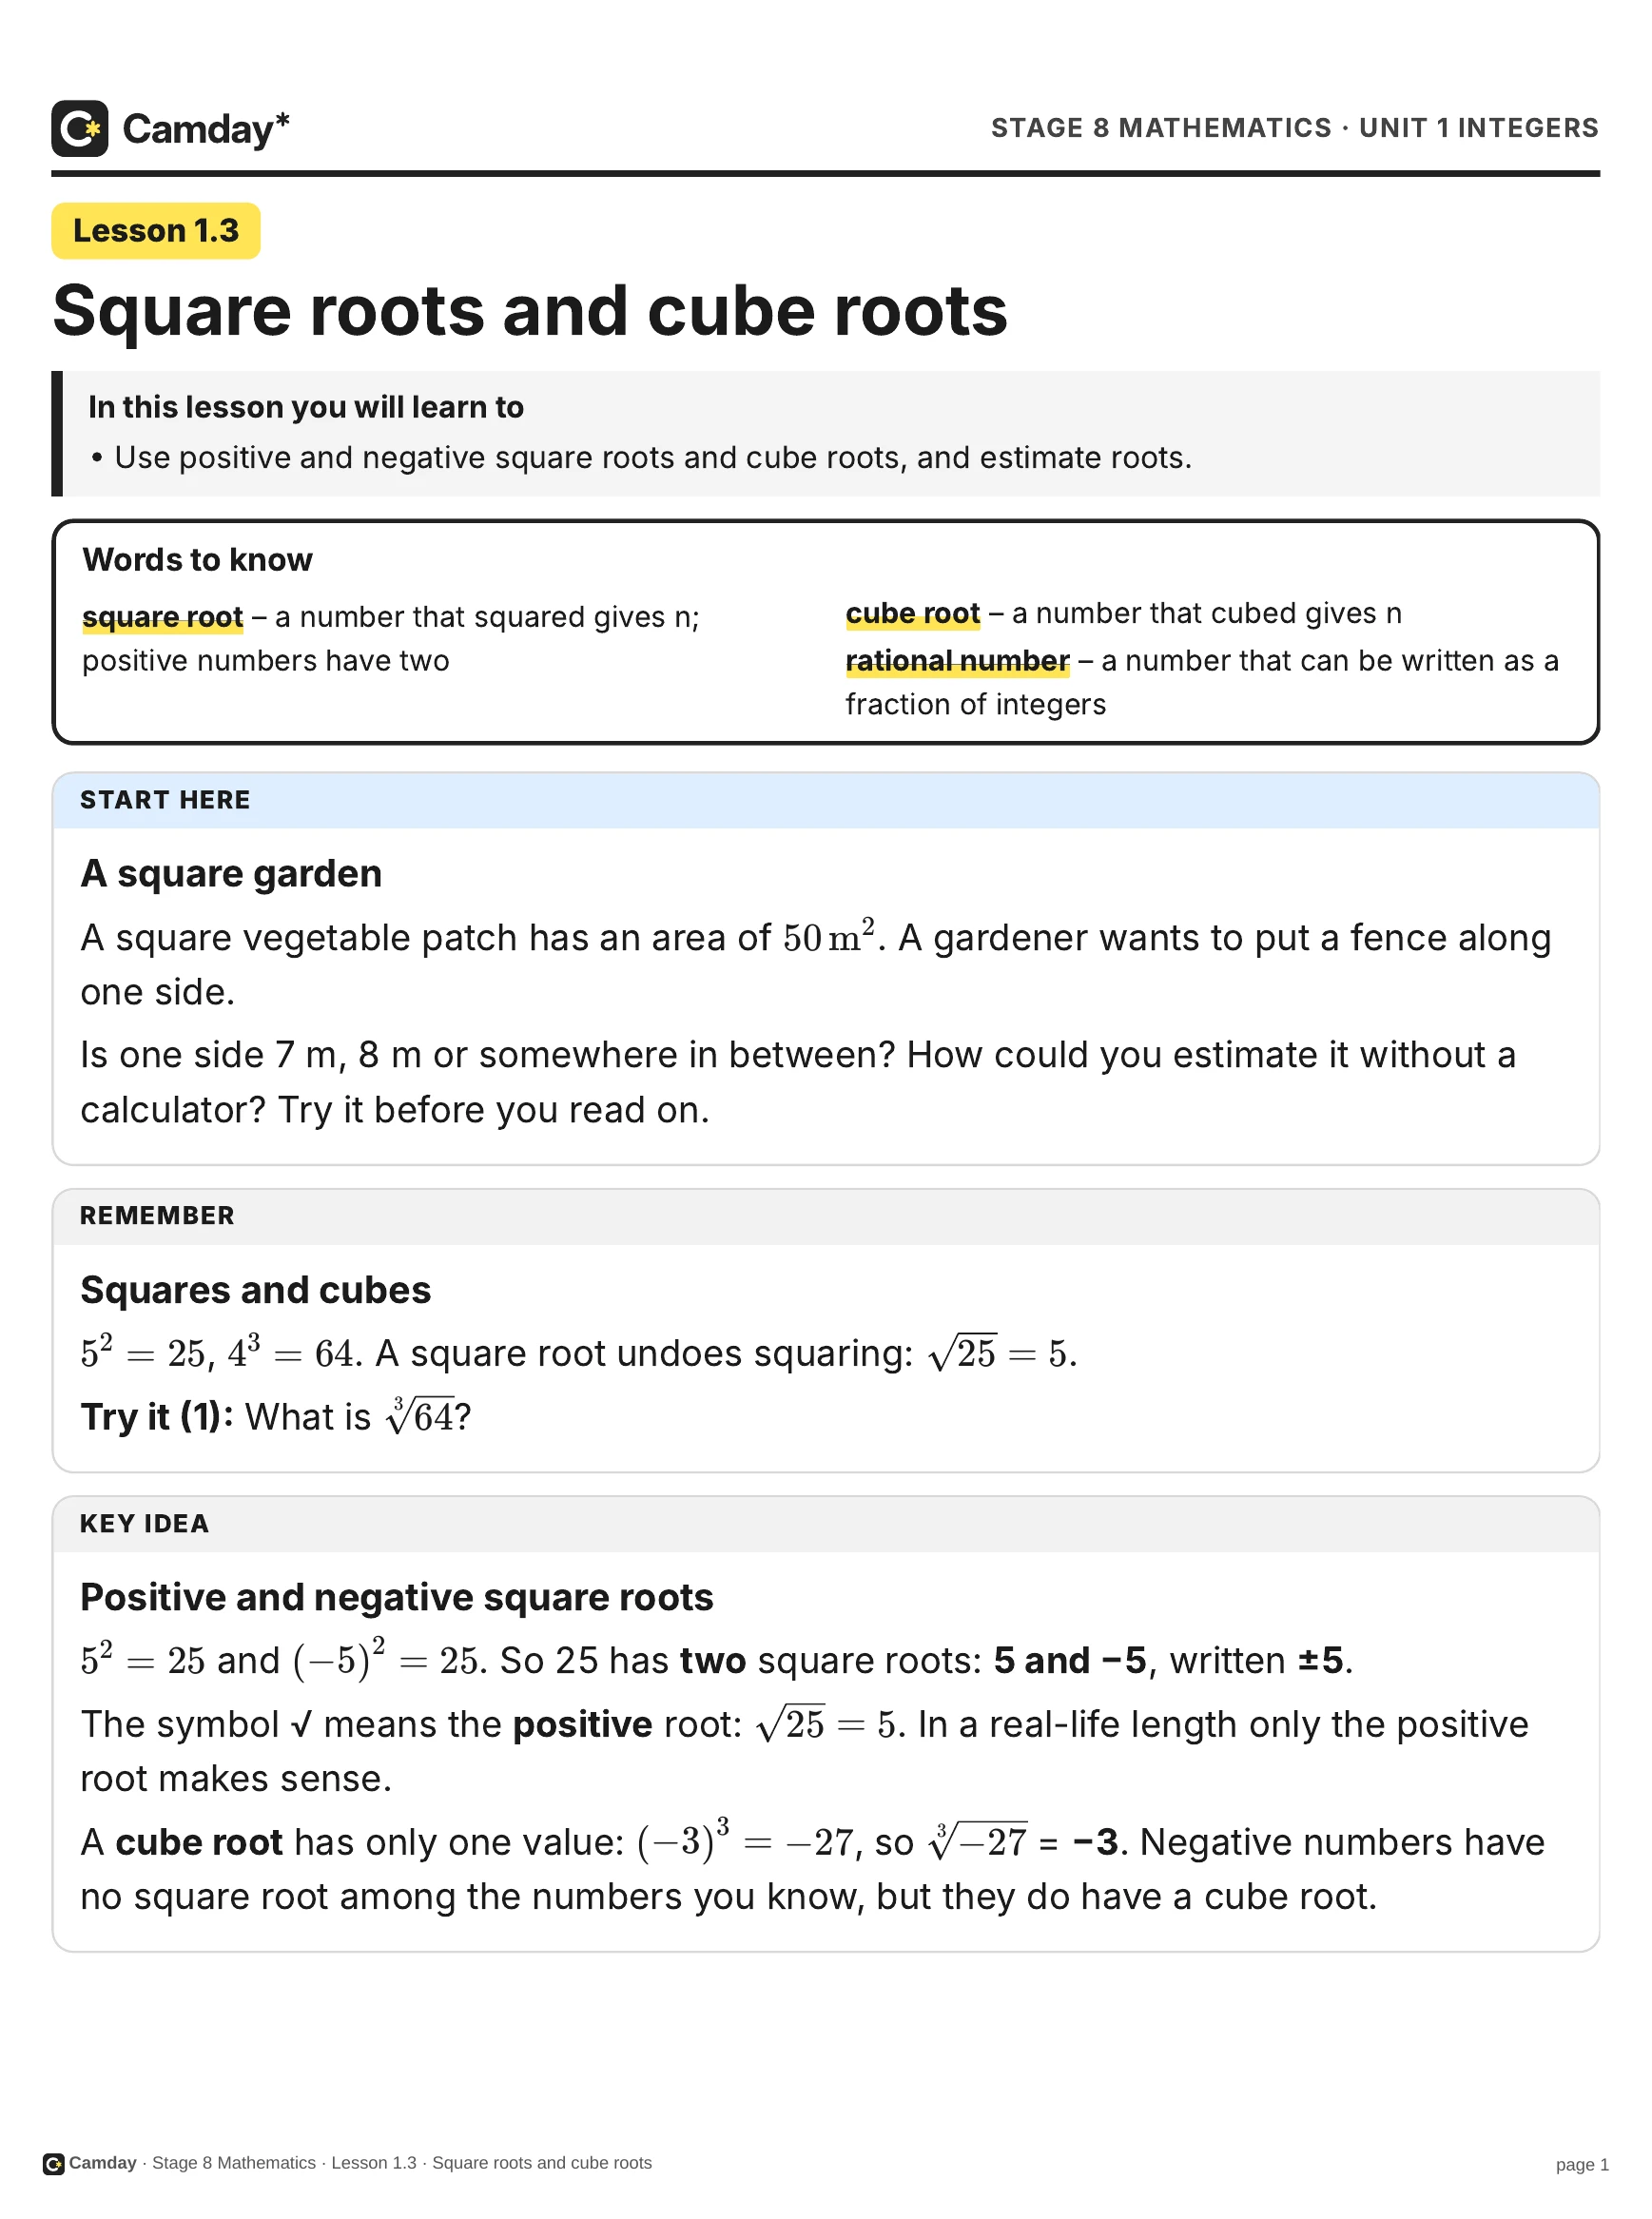 Camday*
STAGE 8 MATHEMATICS · UNIT 1 INTEGERS
Lesson 1.3
Square roots and cube roots
In this lesson you will learn to
• Use positive and negative square roots and cube roots, and estimate roots.
Words to know
square root – a number that squared gives n;
positive numbers have two
cube root – a number that cubed gives n
rational number – a number that can be written as a
fraction of integers
START HERE
A square garden
A square vegetable patch has an area of 50 m². A gardener wants to put a fence along
one side.
Is one side 7 m, 8 m or somewhere in between? How could you estimate it without a
calculator? Try it before you read on.
REMEMBER
Squares and cubes
5² = 25, 4³ = 64. A square root undoes squaring: √25 = 5.
Try it (1): What is ∛64?
KEY IDEA
Positive and negative square roots
5² = 25 and (−5)² = 25. So 25 has two square roots: 5 and −5, written ±5.
The symbol √ means the positive root: √25 = 5. In a real-life length only the positive
root makes sense.
A cube root has only one value: (−3)³ = −27, so ∛−27 = −3. Negative numbers have
no square root among the numbers you know, but they do have a cube root.
Camday · Stage 8 Mathematics · Lesson 1.3 · Square roots and cube roots
page 1